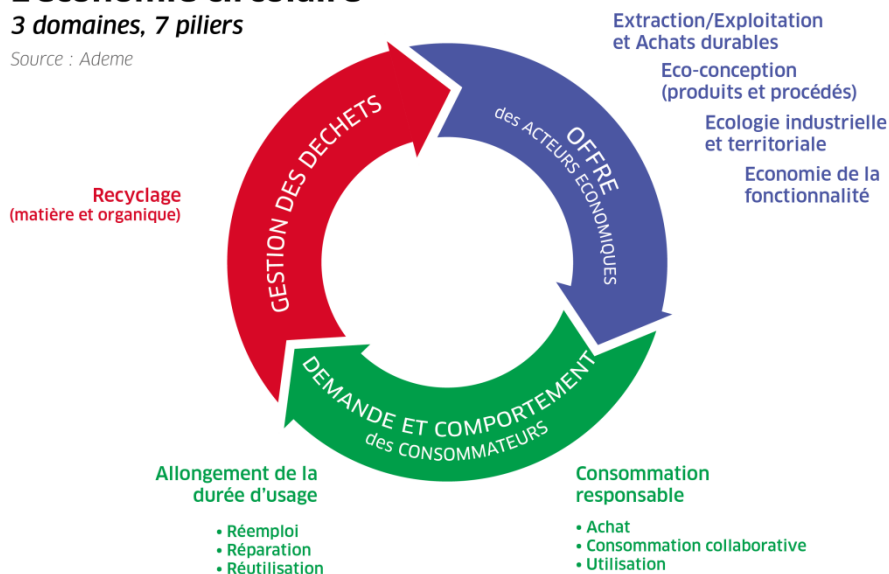 L'économie circulaire
3 domaines, 7 piliers
Source : Ademe
Extraction/Exploitation
et Achats durables
Eco-conception
(produits et procédés)
Ecologie industrielle
et territoriale
Economie de la
fonctionnalité
OFFRE
des ACTEURS ECONOMIQUES
GESTION DES DECHETS
Recyclage
(matière et organique)
DEMANDE ET COMPORTEMENT
des CONSOMMATEURS
Allongement de la
durée d'usage
• Réemploi
• Réparation
• Réutilisation
Consommation
responsable
• Achat
• Consommation collaborative
• Utilisation